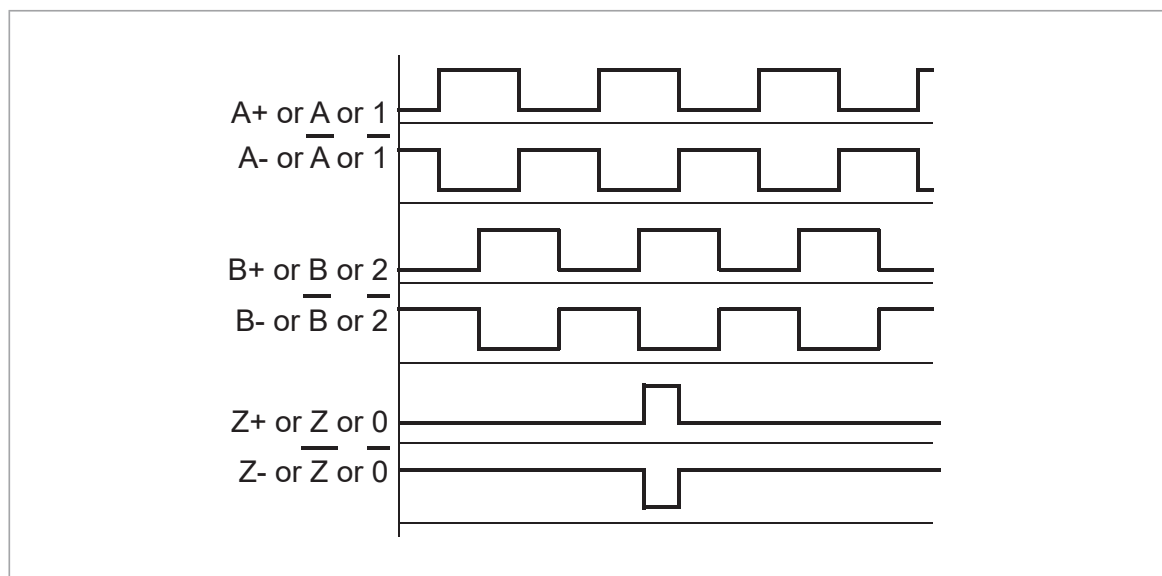 A+ or A or 1
A- or A̅ or 1̅
B+ or B or 2
B- or B̅ or 2̅
Z+ or Z or 0
Z- or Z̅ or 0̅